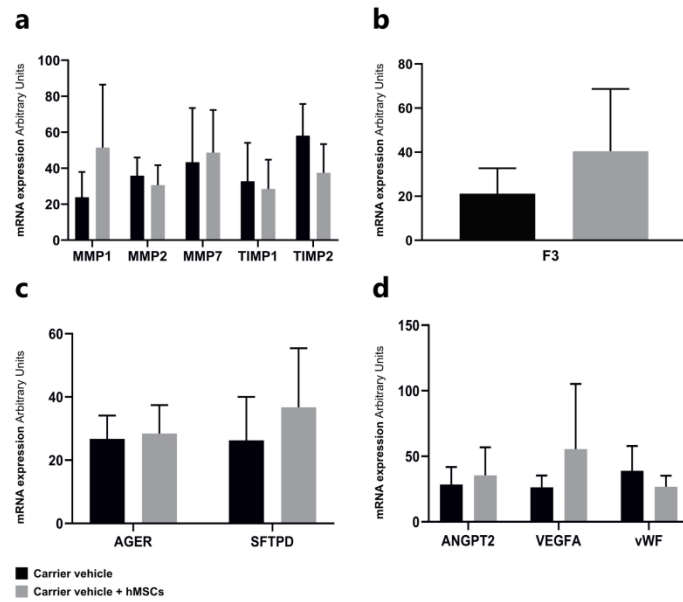 a
mRNA expression Arbitrary Units
100
80
60
40
20
0
MMP1 MMP2 MMP7 TIMP1 TIMP2
b
mRNA expression Arbitrary Units
80
60
40
20
0
F3
c
mRNA expression Arbitrary Units
60
40
20
0
AGER SFTPD
d
mRNA expression Arbitrary Units
150
100
50
0
ANGPT2 VEGFA vWF
Carrier vehicle
Carrier vehicle + hMSCs